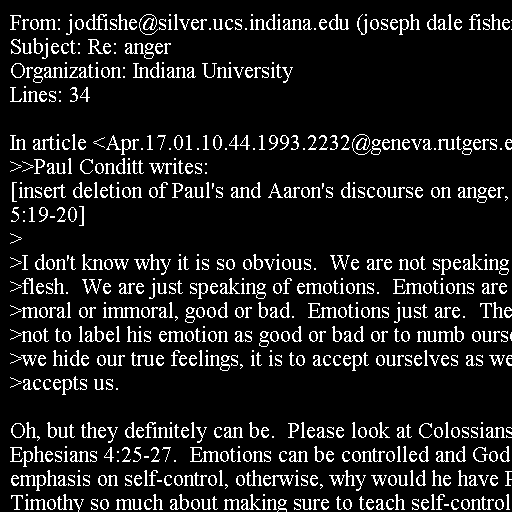 From: jodfishe@silver.ucs.indiana.edu (joseph dale fishe
Subject: Re: anger
Organization: Indiana University
Lines: 34

In article <Apr.17.01.10.44.1993.2232@geneva.rutgers.e
>>Paul Conditt writes:
[insert deletion of Paul's and Aaron's discourse on anger,
5:19-20]
>
>I don't know why it is so obvious.  We are not speaking
>flesh.  We are just speaking of emotions.  Emotions are
>moral or immoral, good or bad.  Emotions just are.  The
>not to label his emotion as good or bad or to numb ourse
>we hide our true feelings, it is to accept ourselves as we
>accepts us.

Oh, but they definitely can be.  Please look at Colossians
Ephesians 4:25-27.  Emotions can be controlled and God
emphasis on self-control, otherwise, why would he have P
Timothy so much about making sure to teach self-control